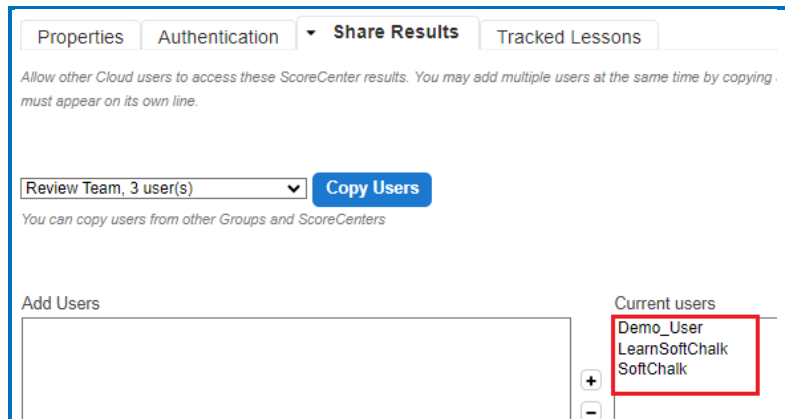 Properties Authentication Share Results Tracked Lessons
Allow other Cloud users to access these ScoreCenter results. You may add multiple users at the same time by copying
must appear on its own line.
Review Team, 3 user(s) Copy Users
You can copy users from other Groups and ScoreCenters
Add Users Current users
Demo_User
LearnSoftChalk
SoftChalk
+
−